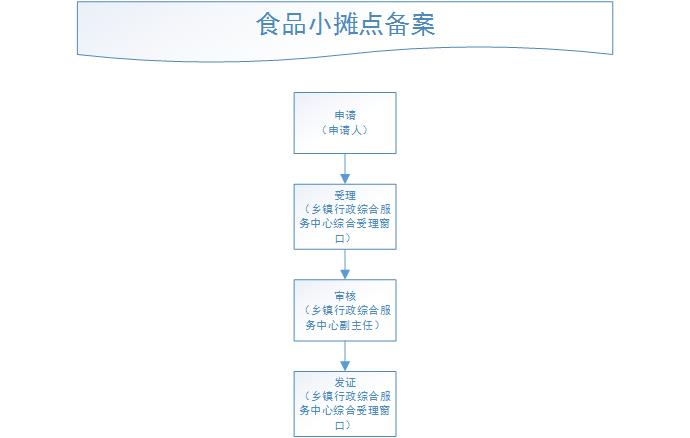 食品小摊点备案
申请
（申请人）
受理
（乡镇行政综合服
务中心综合受理窗
口）
审核
（乡镇行政综合服
务中心副主任）
发证
（乡镇行政综合服
务中心综合受理窗
口）